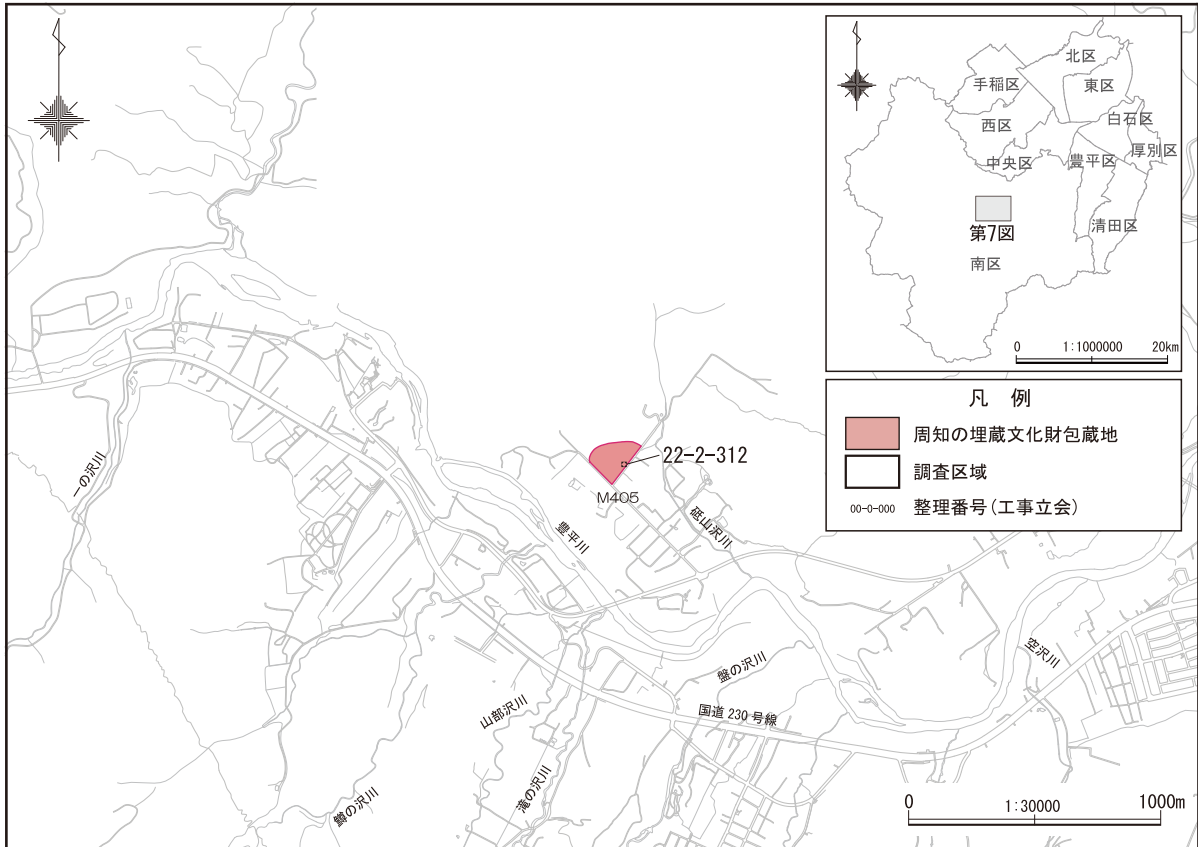 北区
手稲区
東区
白石区
西区
厚別区
中央区
豊平区
清田区
第7図
南区
0 1:1000000 20km
凡 例
周知の埋蔵文化財包蔵地
調査区域
00-0-000 整理番号(工事立会)
22-2-312
M405
一の沢川
豊平川
砥山沢川
空沢川
盤の沢川
山部沢川
国道230号線
滝の沢川
鱒の沢川
0 1:30000 1000m